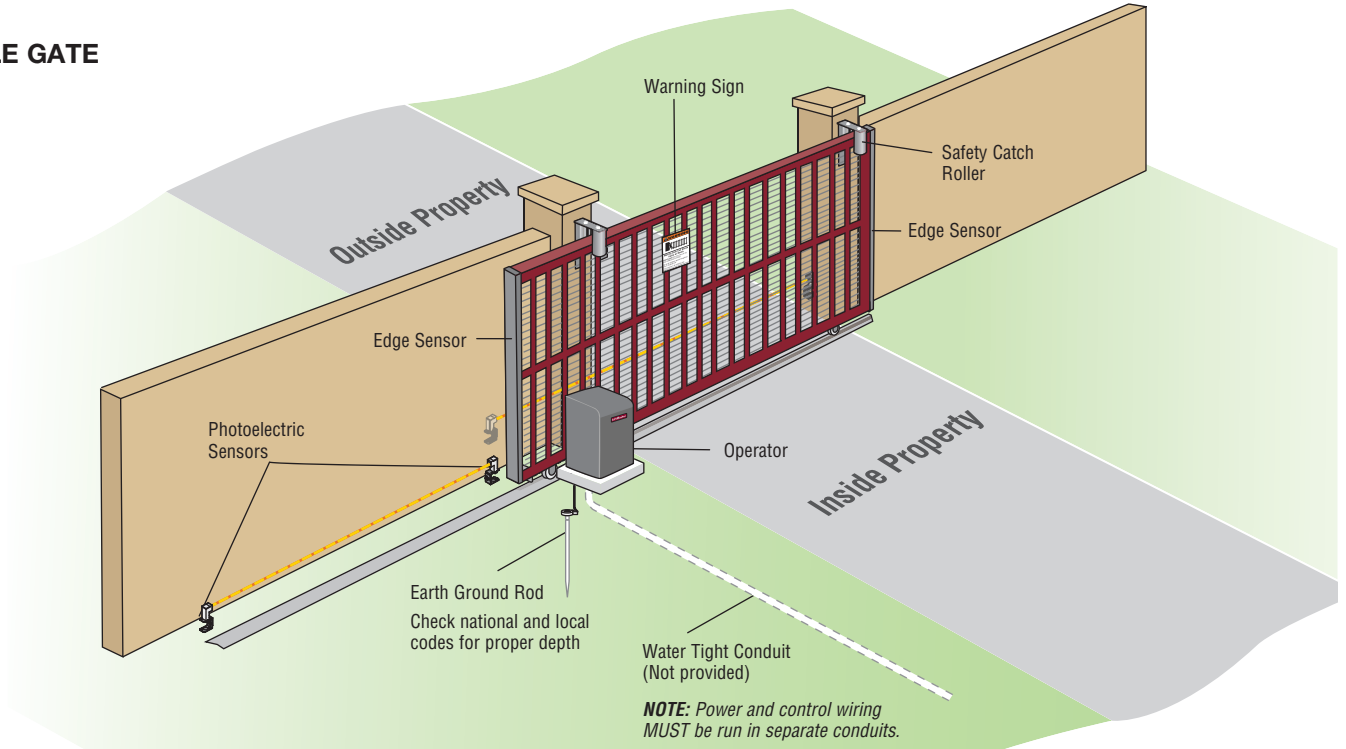 LE GATE
Warning Sign
Safety Catch
Roller
Outside Property
Edge Sensor
Edge Sensor
Photoelectric
Sensors
Operator
Inside Property
Earth Ground Rod
Check national and local
codes for proper depth
Water Tight Conduit
(Not provided)
NOTE: Power and control wiring
MUST be run in separate conduits.